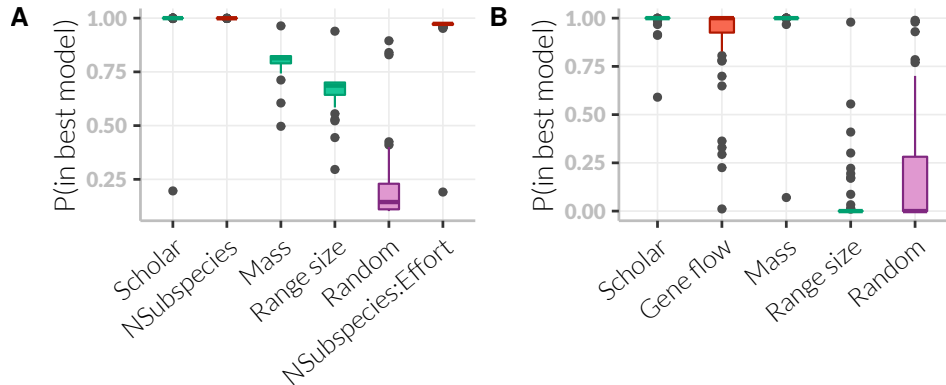 A
P(in best model)
1.00
0.75
0.50
0.25
Scholar
NSubspecies
Mass
Range size
Random
NSubspecies:Effort
B
P(in best model)
1.00
0.75
0.50
0.25
0.00
Scholar
Gene flow
Mass
Range size
Random